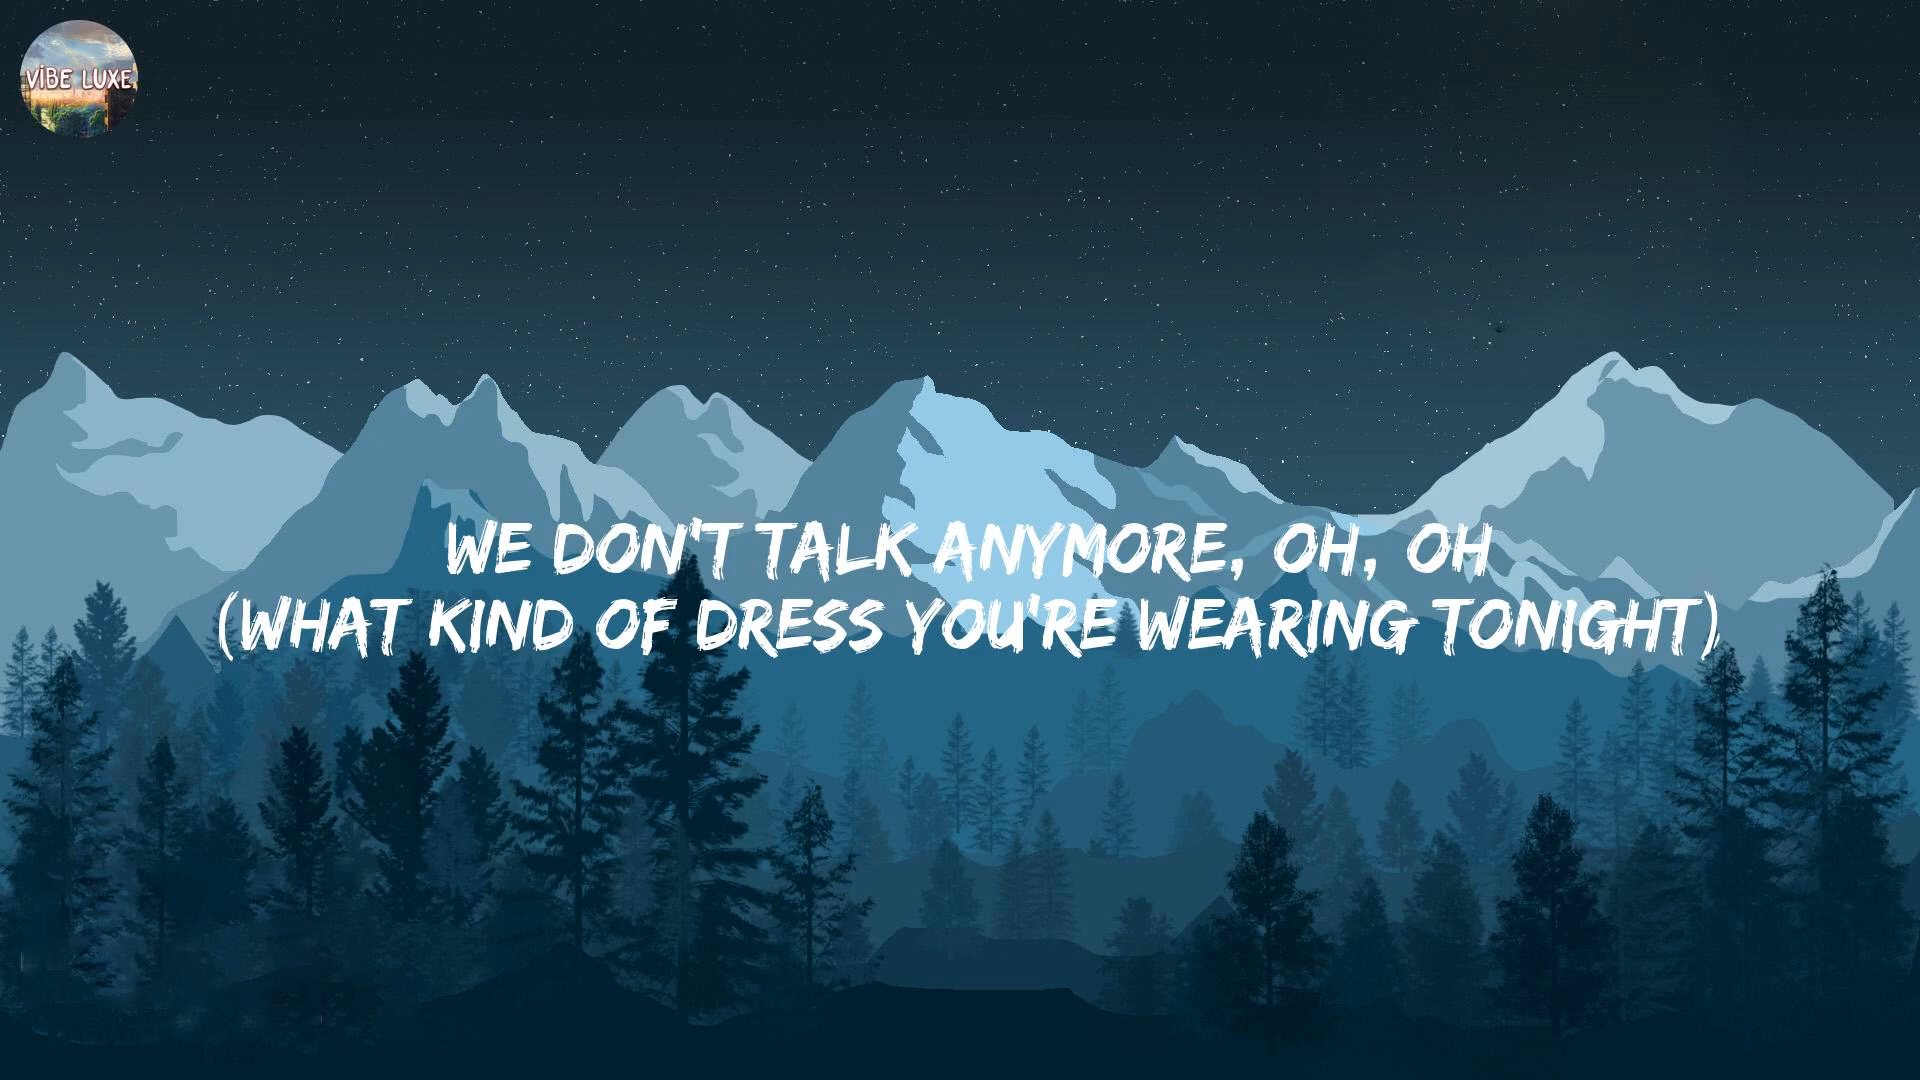 VIBE LUXE
WE DON'T TALK ANYMORE, OH, OH
(WHAT KIND OF DRESS YOU'RE WEARING TONIGHT)